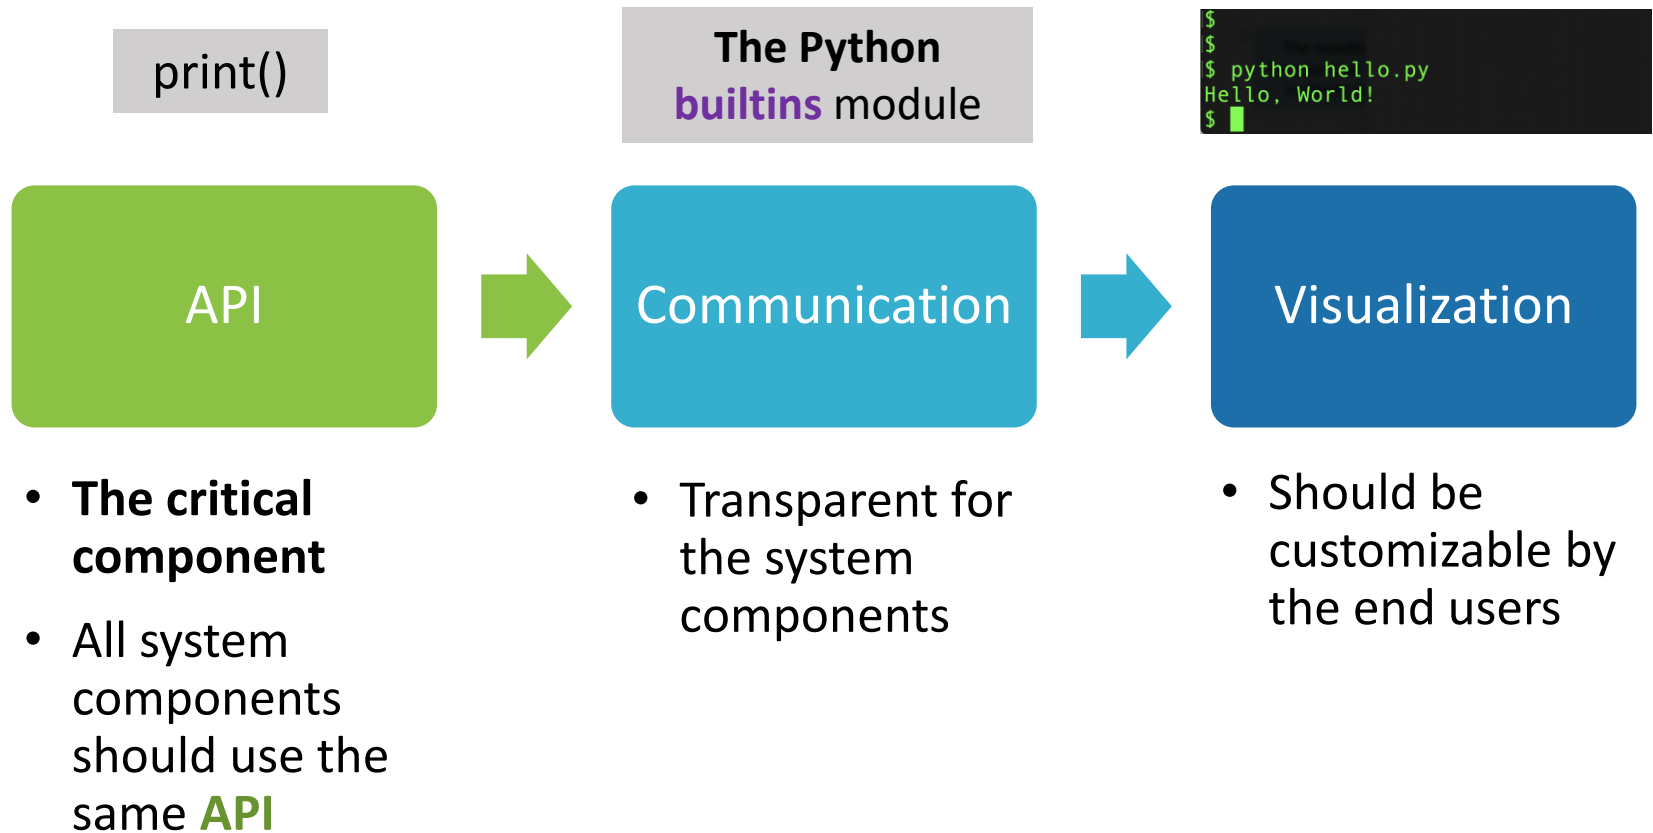 print()
The Python
builtins module
$
$
$ python hello.py
Hello, World!
$
API
Communication
Visualization
• The critical
component
• All system
components
should use the
same API
• Transparent for
the system
components
• Should be
customizable by
the end users